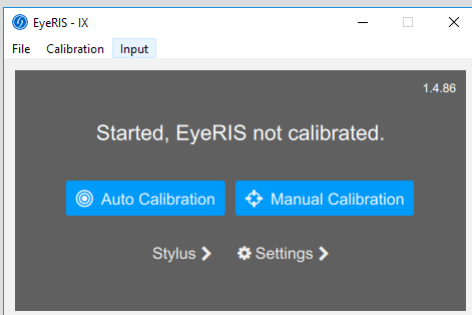 EyeRIS - IX
File Calibration Input
1.4.86
Started, EyeRIS not calibrated.
Auto Calibration Manual Calibration
Stylus Settings